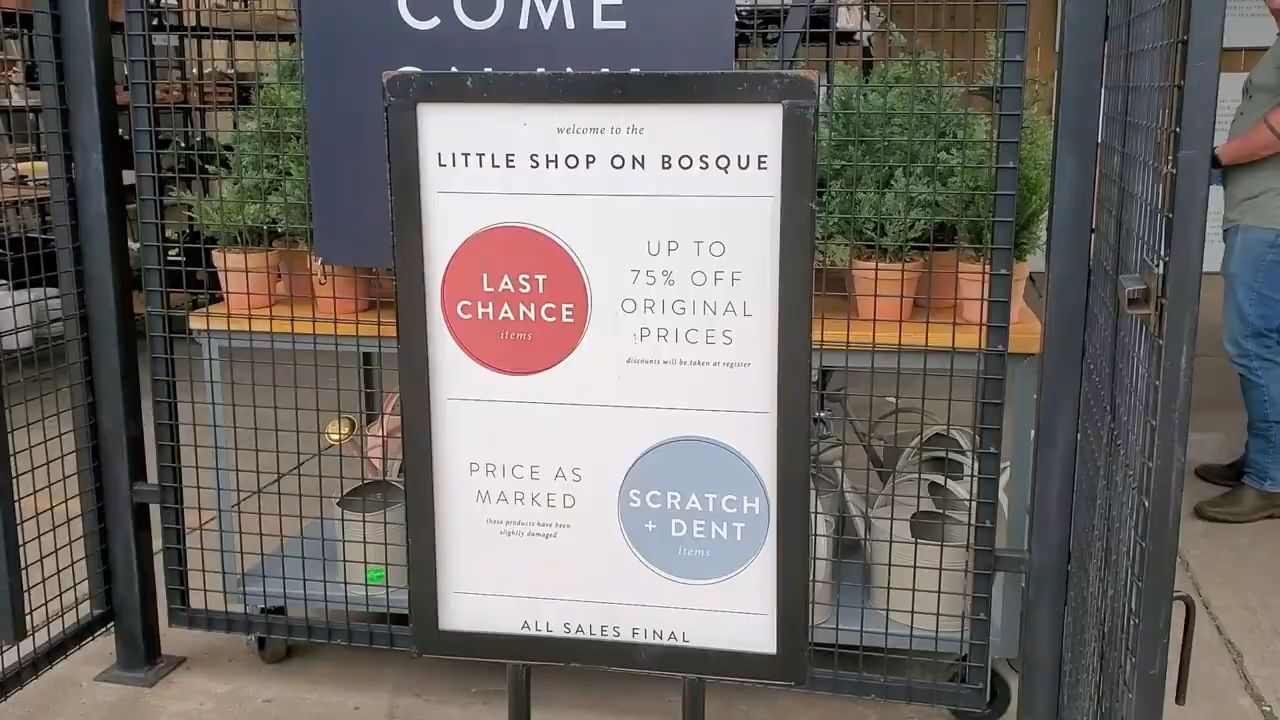 COME
welcome to the
LITTLE SHOP ON BOSQUE
LAST
CHANCE
items
UP TO
75% OFF
ORIGINAL
PRICES
discounts will be taken at register
PRICE AS
MARKED
these products have been
slightly damaged
SCRATCH
+ DENT
items
ALL SALES FINAL